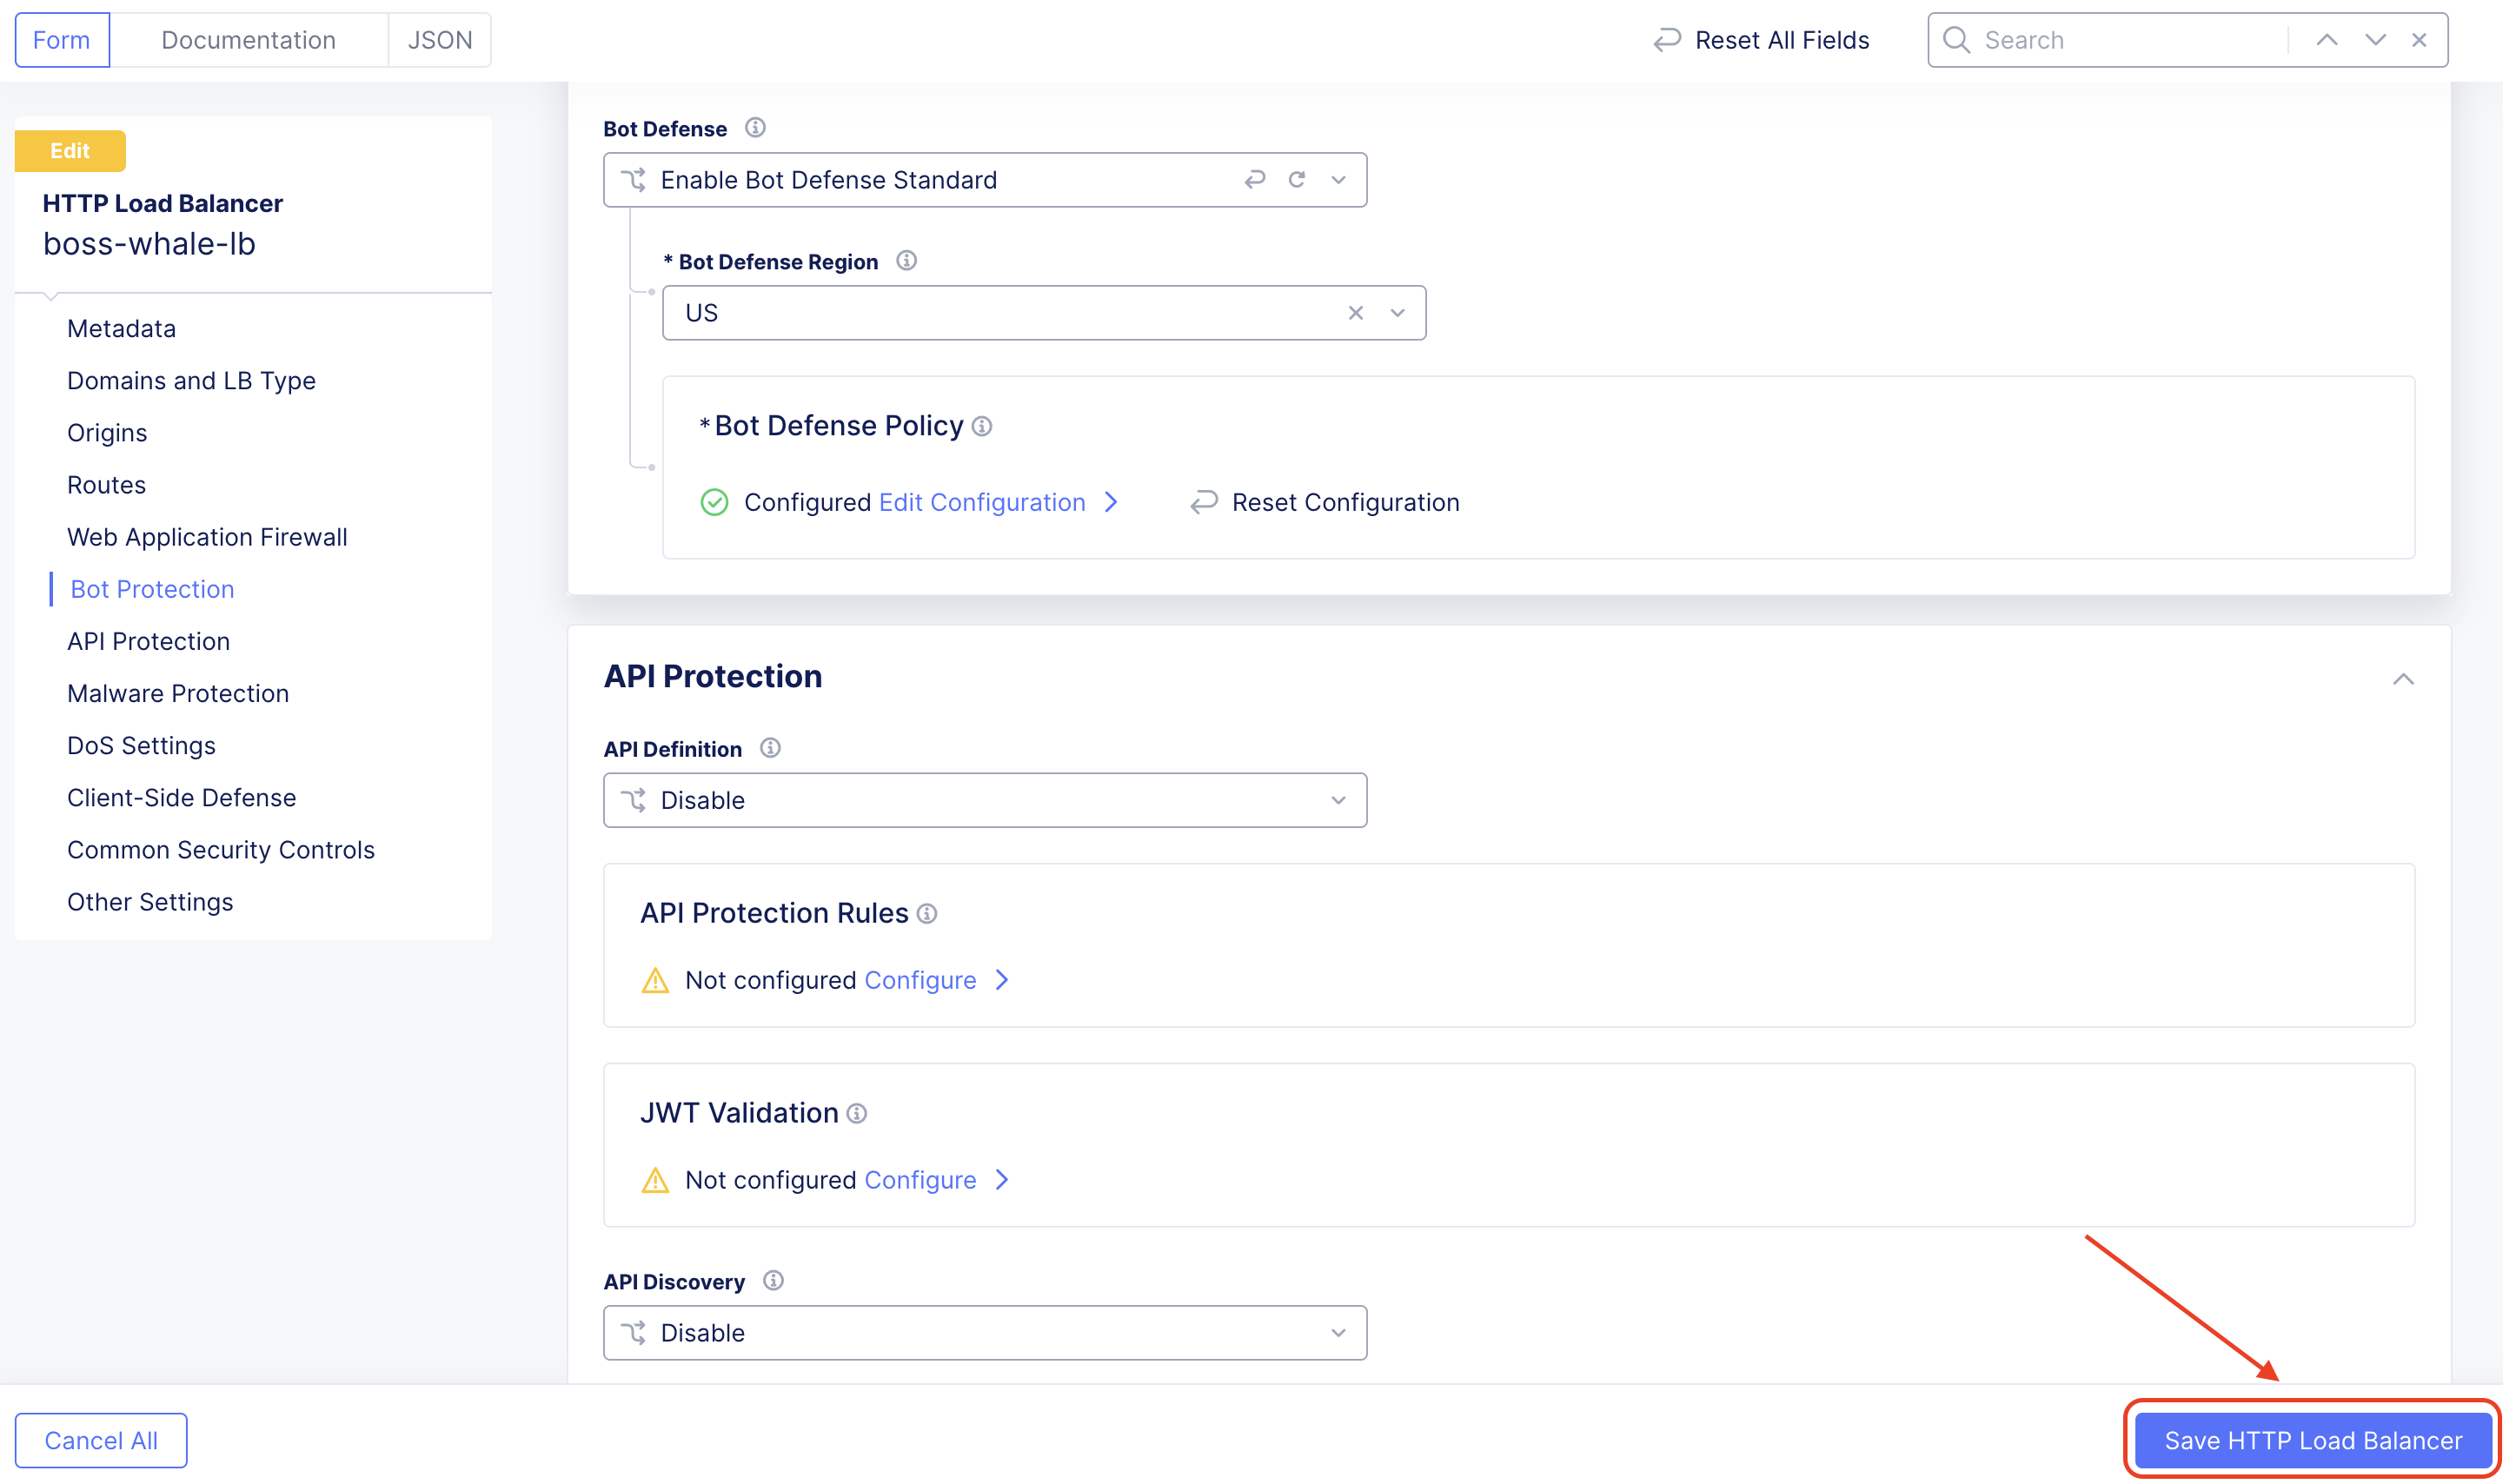 Form
Documentation
JSON
Reset All Fields
Search
Edit
HTTP Load Balancer
boss-whale-lb
Metadata
Domains and LB Type
Origins
Routes
Web Application Firewall
Bot Protection
API Protection
Malware Protection
DoS Settings
Client-Side Defense
Common Security Controls
Other Settings
Bot Defense
Enable Bot Defense Standard
* Bot Defense Region
US
* Bot Defense Policy
Configured Edit Configuration
Reset Configuration
API Protection
API Definition
Disable
API Protection Rules
Not configured Configure
JWT Validation
Not configured Configure
API Discovery
Disable
Cancel All
Save HTTP Load Balancer